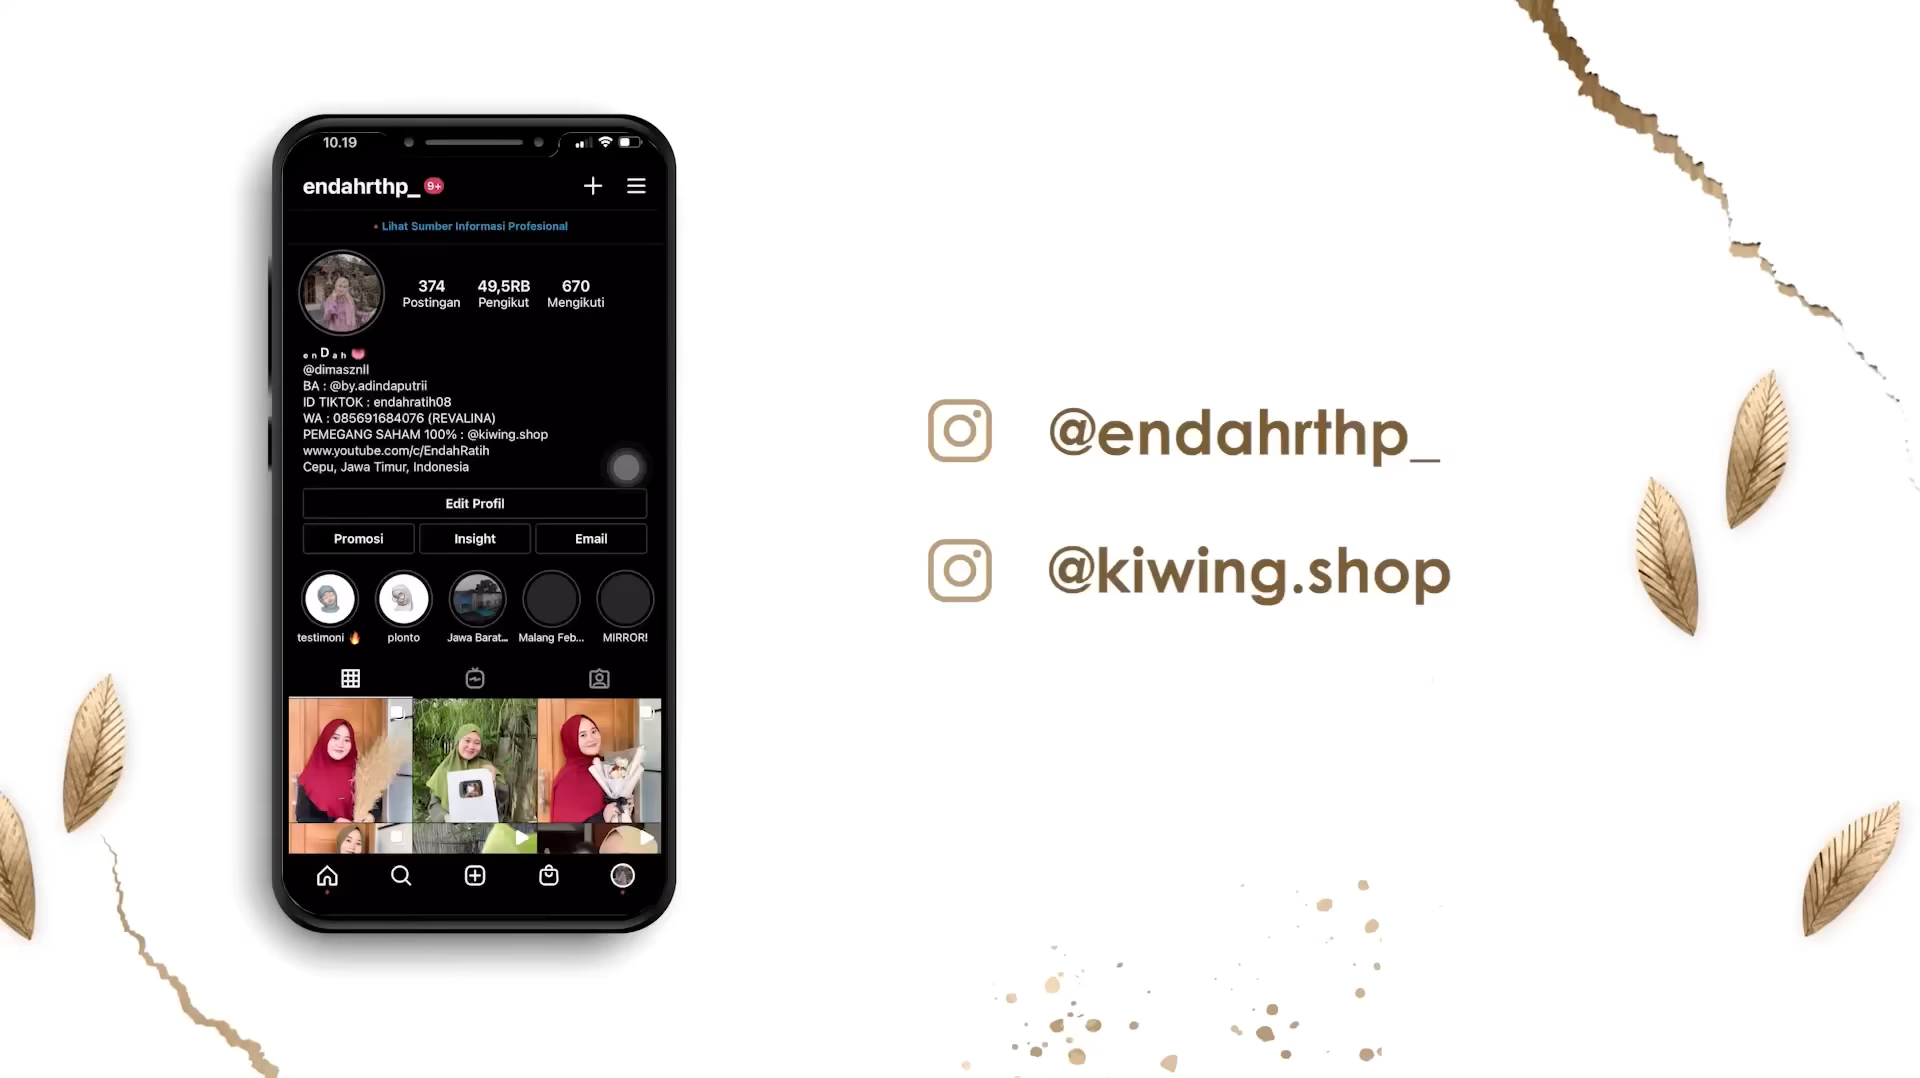 10.19
endahrthp_ 9+
• Lihat Sumber Informasi Profesional
374 49,5RB 670
Postingan Pengikut Mengikuti
ₑₙDₐₕ
@dimasznll
BA : @by.adindaputrii
ID TIKTOK : endahratih08
WA : 085691684076 (REVALINA)
PEMEGANG SAHAM 100% : @kiwing.shop
www.youtube.com/c/EndahRatih
Cepu, Jawa Timur, Indonesia
Edit Profil
Promosi Insight Email
testimoni 🔥 plonto Jawa Barat... Malang Feb... MIRROR!
@endahrthp_
@kiwing.shop